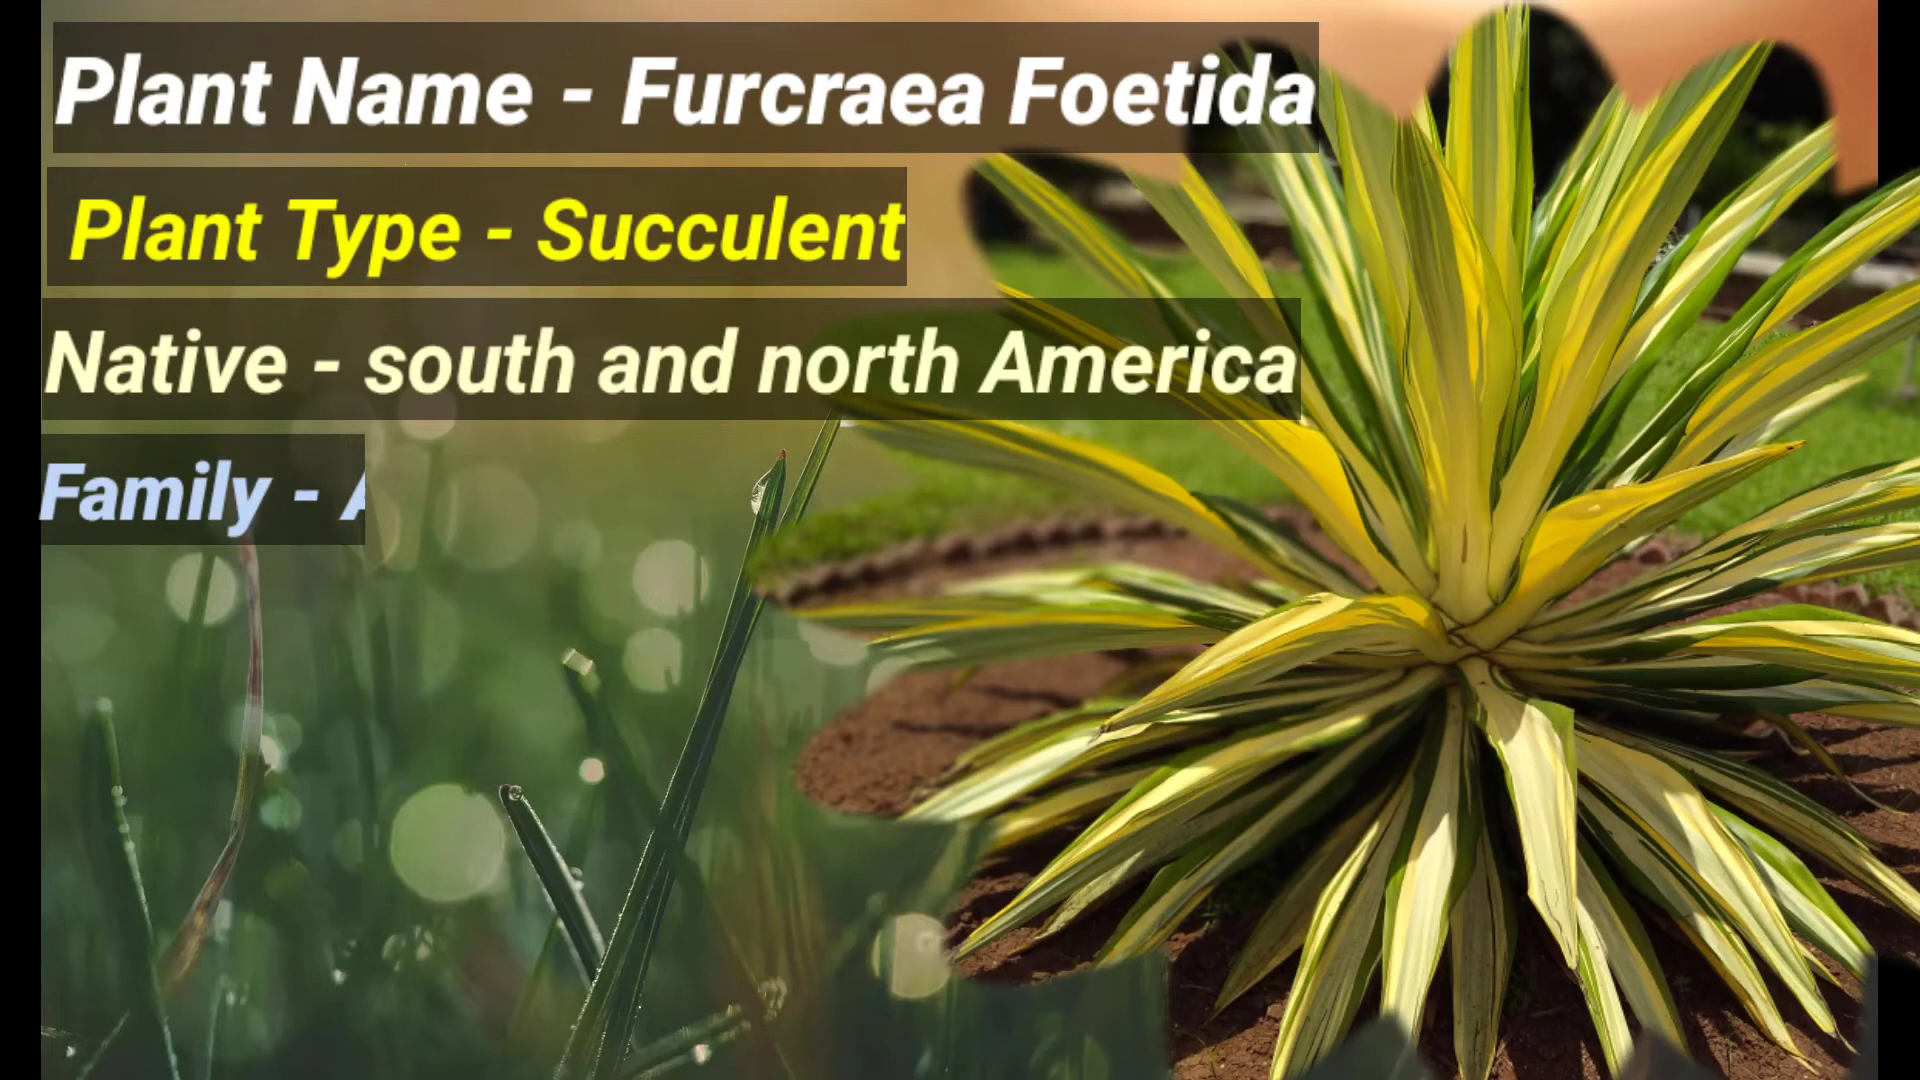 Plant Name - Furcraea Foetida
Plant Type - Succulent
Native - south and north America
Family -